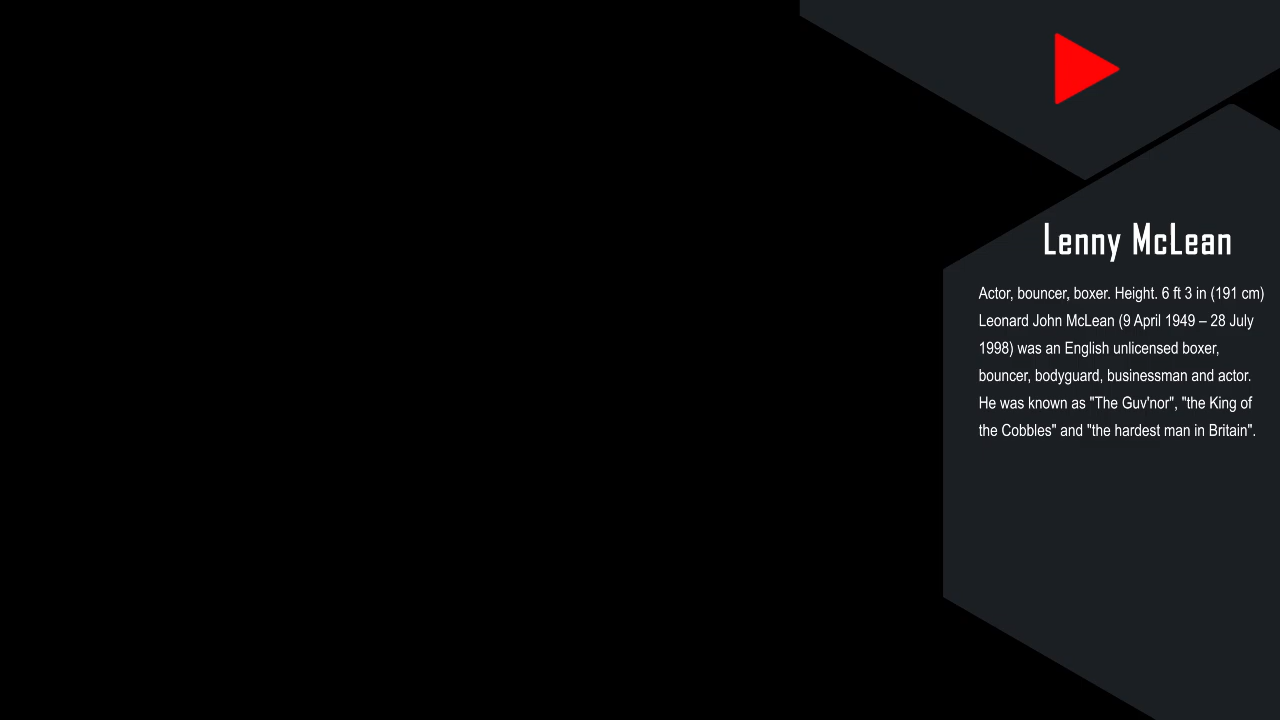 Lenny McLean
Actor, bouncer, boxer. Height. 6 ft 3 in (191 cm)
Leonard John McLean (9 April 1949 – 28 July
1998) was an English unlicensed boxer,
bouncer, bodyguard, businessman and actor.
He was known as "The Guv'nor", "the King of
the Cobbles" and "the hardest man in Britain".